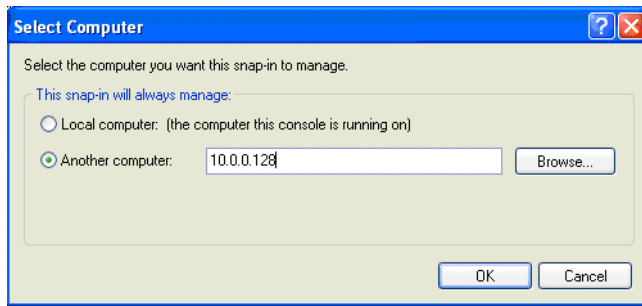 Select Computer
Select the computer you want this snap-in to manage.
This snap-in will always manage:
Local computer: (the computer this console is running on)
Another computer: 10.0.0.128 Browse...
OK Cancel